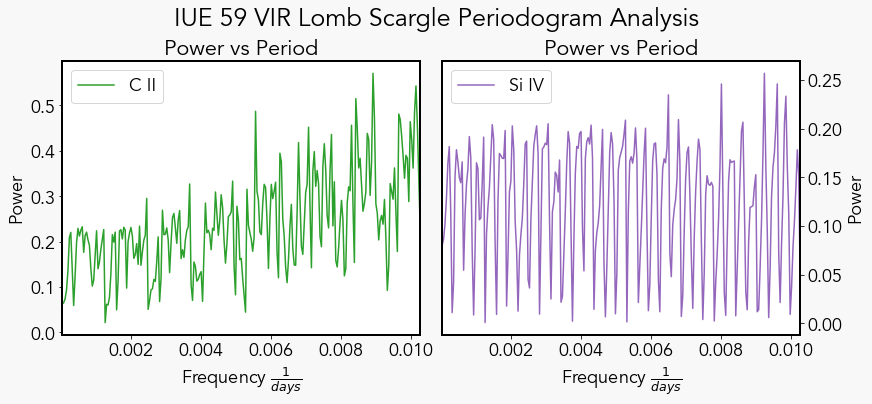 IUE 59 VIR Lomb Scargle Periodogram Analysis
Power vs Period
C II
Power
0.5
0.4
0.3
0.2
0.1
0.0
0.002 0.004 0.006 0.008 0.010
Frequency 1/days
Power vs Period
Si IV
0.25
0.20
0.15
0.10
0.05
0.00
Power
0.002 0.004 0.006 0.008 0.010
Frequency 1/days